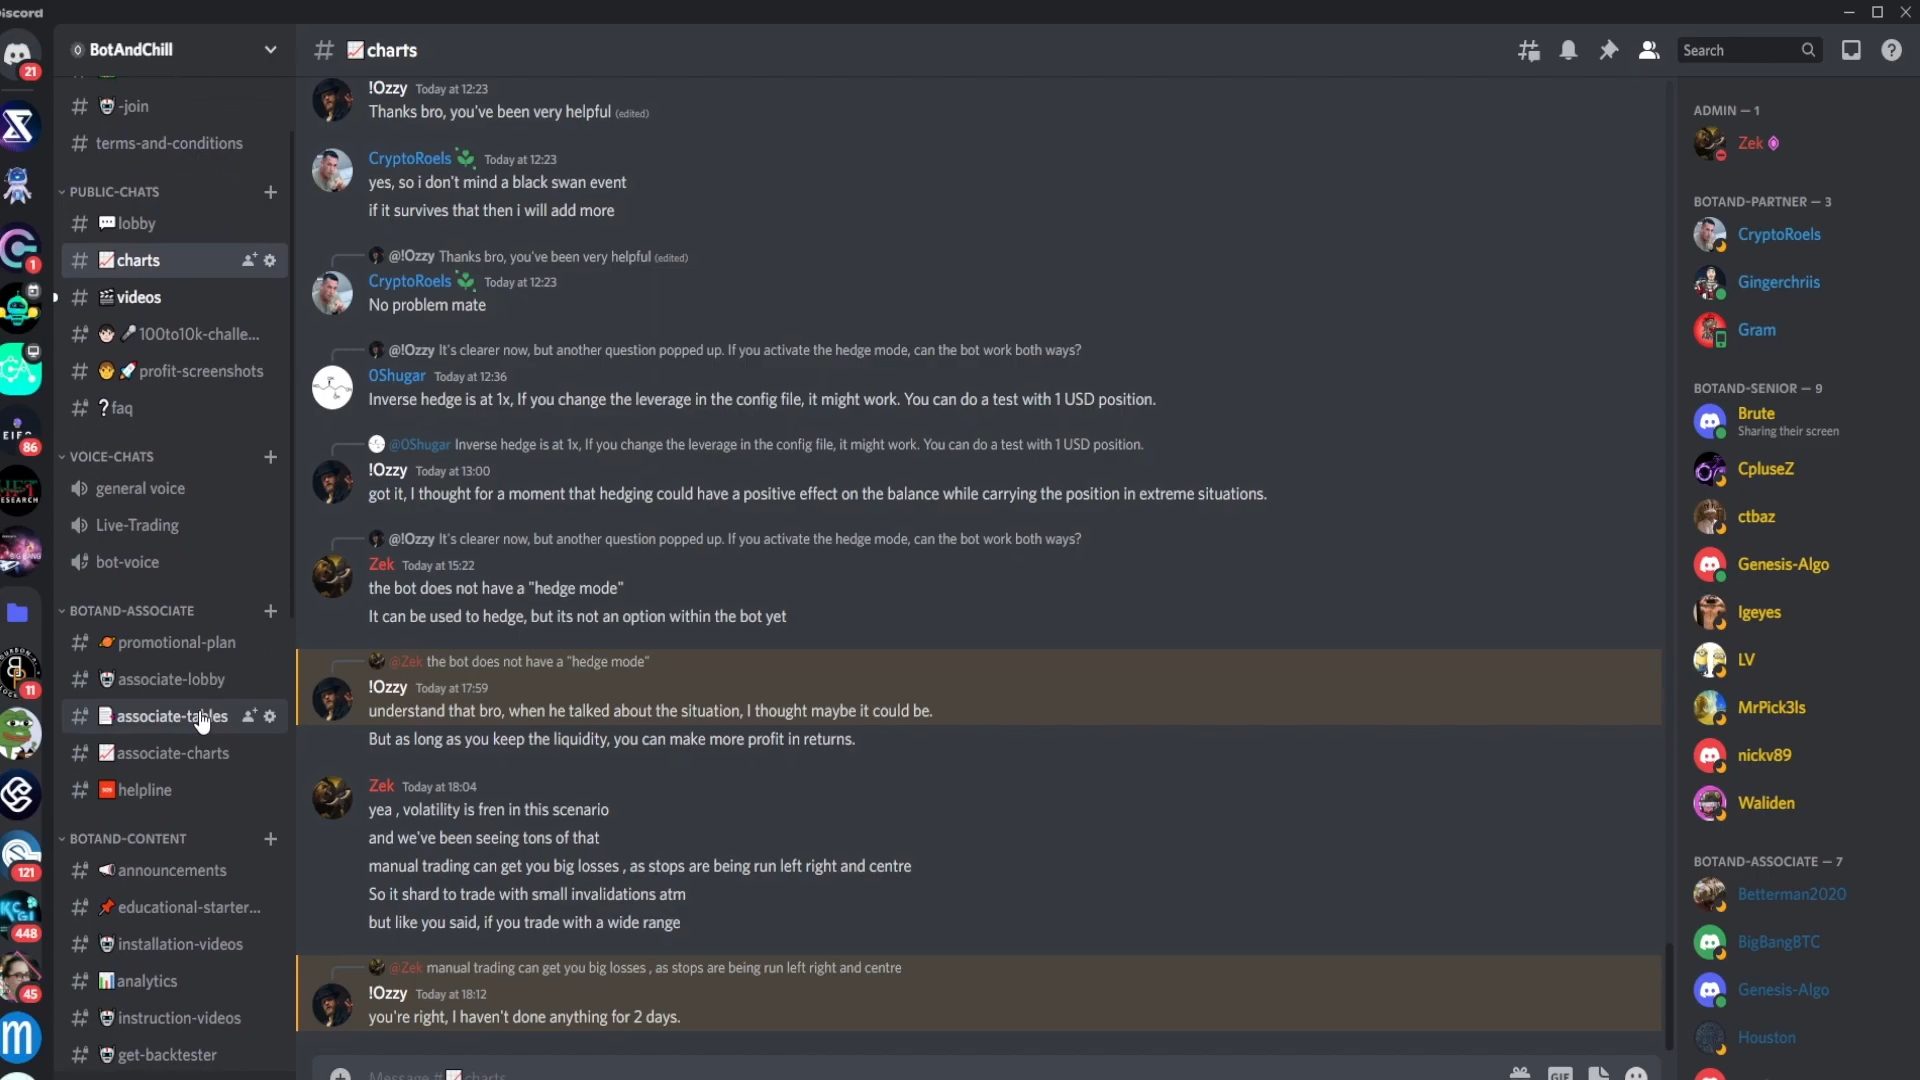 iscord
BotAndChill
# charts
Search
21
1
86
11
121
448
45
EIFI
HFT
ESEARCH
KCGI
# -join
# terms-and-conditions
PUBLIC-CHATS
# lobby
# charts
# videos
# 100to10k-challe...
# profit-screenshots
# ?faq
VOICE-CHATS
general voice
Live-Trading
bot-voice
BOTAND-ASSOCIATE
# promotional-plan
# associate-lobby
# associate-tables
# associate-charts
# helpline
BOTAND-CONTENT
# announcements
# educational-starter...
# installation-videos
# analytics
# instruction-videos
# get-backtester
!Ozzy Today at 12:23
Thanks bro, you've been very helpful (edited)
CryptoRoels Today at 12:23
yes, so i don't mind a black swan event
if it survives that then i will add more
@!Ozzy Thanks bro, you've been very helpful (edited)
CryptoRoels Today at 12:23
No problem mate
@!Ozzy It's clearer now, but another question popped up. If you activate the hedge mode, can the bot work both ways?
0Shugar Today at 12:36
Inverse hedge is at 1x, If you change the leverage in the config file, it might work. You can do a test with 1 USD position.
@0Shugar Inverse hedge is at 1x, If you change the leverage in the config file, it might work. You can do a test with 1 USD position.
!Ozzy Today at 13:00
got it, I thought for a moment that hedging could have a positive effect on the balance while carrying the position in extreme situations.
@!Ozzy It's clearer now, but another question popped up. If you activate the hedge mode, can the bot work both ways?
Zek Today at 15:22
the bot does not have a "hedge mode"
It can be used to hedge, but its not an option within the bot yet
@Zek the bot does not have a "hedge mode"
!Ozzy Today at 17:59
understand that bro, when he talked about the situation, I thought maybe it could be.
But as long as you keep the liquidity, you can make more profit in returns.
Zek Today at 18:04
yea , volatility is fren in this scenario
and we've been seeing tons of that
manual trading can get you big losses , as stops are being run left right and centre
So it shard to trade with small invalidations atm
but like you said, if you trade with a wide range
@Zek manual trading can get you big losses , as stops are being run left right and centre
!Ozzy Today at 18:12
you're right, I haven't done anything for 2 days.
Message # charts
GIF
ADMIN — 1
Zek
BOTAND-PARTNER — 3
CryptoRoels
Gingerchriis
Gram
BOTAND-SENIOR — 9
Brute
Sharing their screen
CpluseZ
ctbaz
Genesis-Algo
Igeyes
LV
MrPick3ls
nickv89
Waliden
BOTAND-ASSOCIATE — 7
Betterman2020
BigBangBTC
Genesis-Algo
Houston